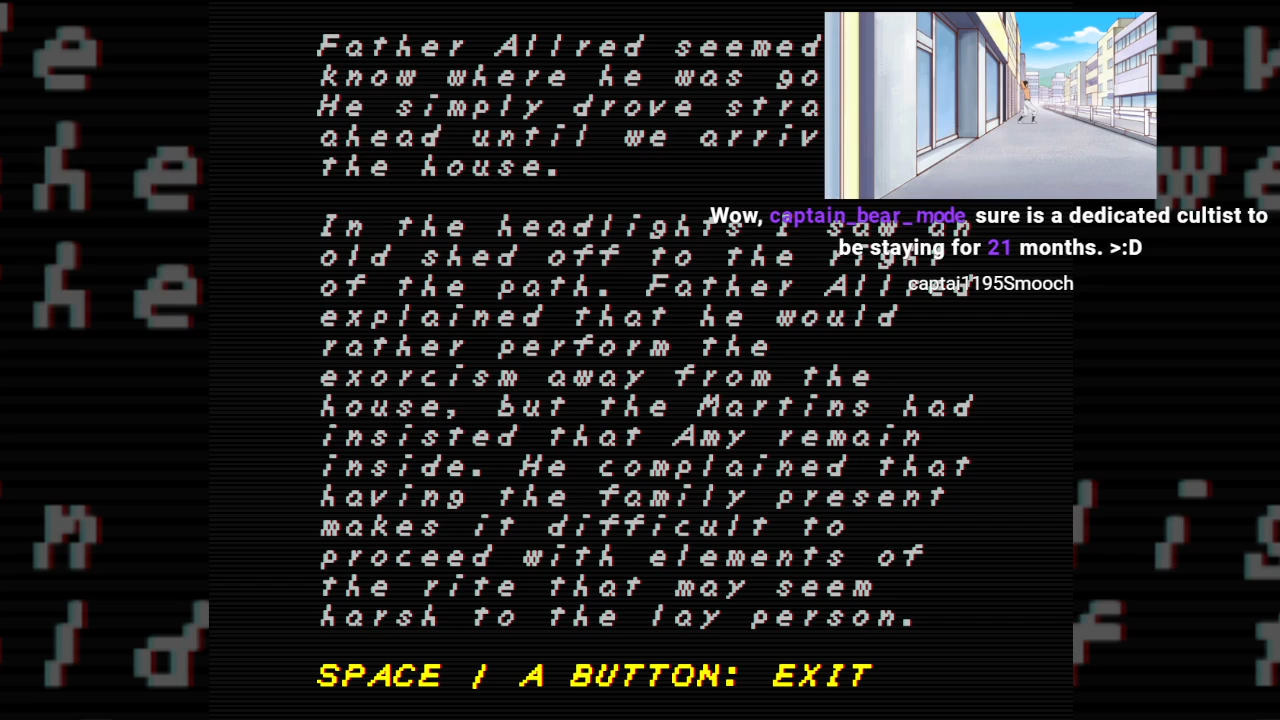 Father Allred seemed
know where he was go
He simply drove stra
ahead until we arriv
the house.
Wow, captain_bear_mode sure is a dedicated cultist to
be staying for 21 months. >:D
captaj1195Smooch
In the headlights I saw an
old shed off to the right
of the path. Father Allred
explained that he would
rather perform the
exorcism away from the
house, but the Martins had
insisted that Amy remain
inside. He complained that
having the family present
makes it difficult to
proceed with elements of
the rite that may seem
harsh to the lay person.
SPACE / A BUTTON: EXIT